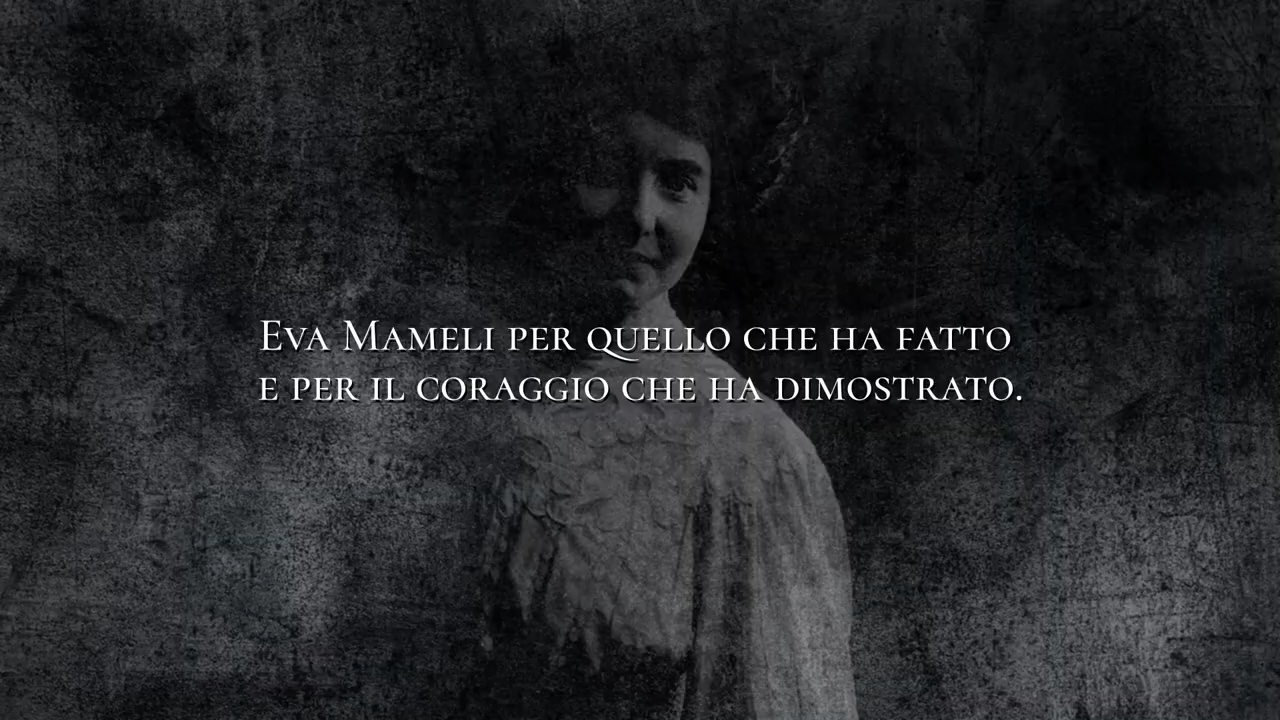 Eva Mameli per quello che ha fatto
e per il coraggio che ha dimostrato.